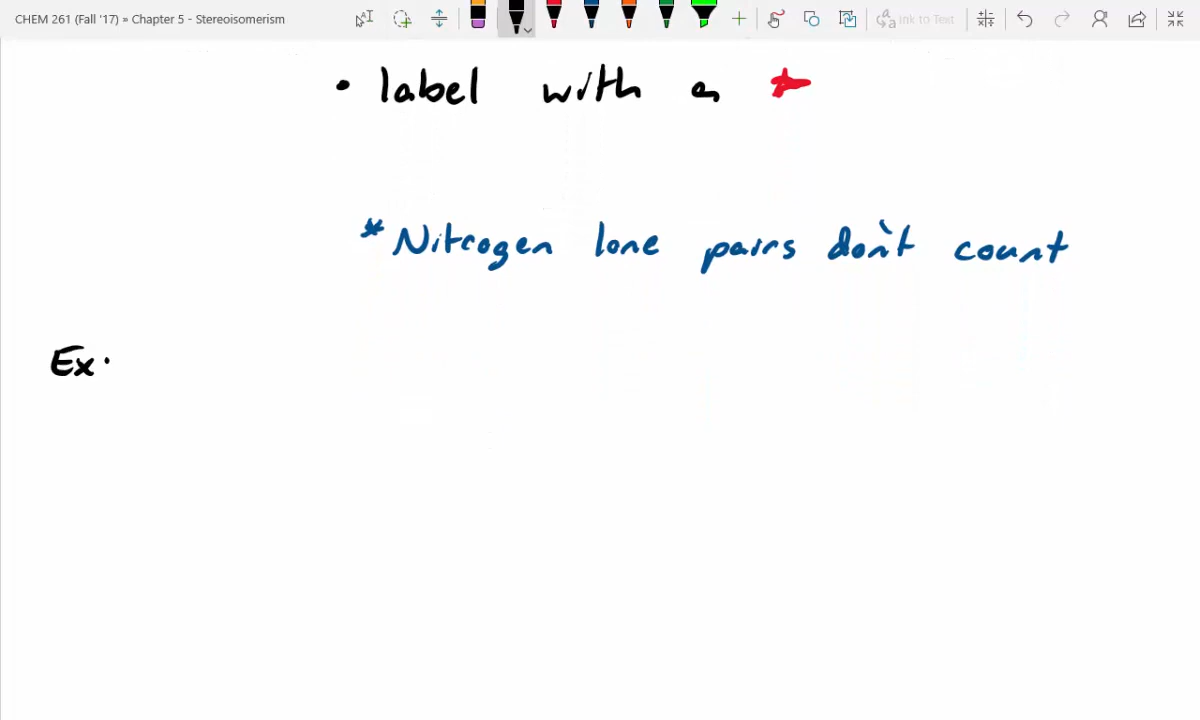 CHEM 261 (Fall '17) » Chapter 5 - Stereoisomerism
Ink to Text
• label with a *
*Nitrogen lone pairs don't count
Ex: